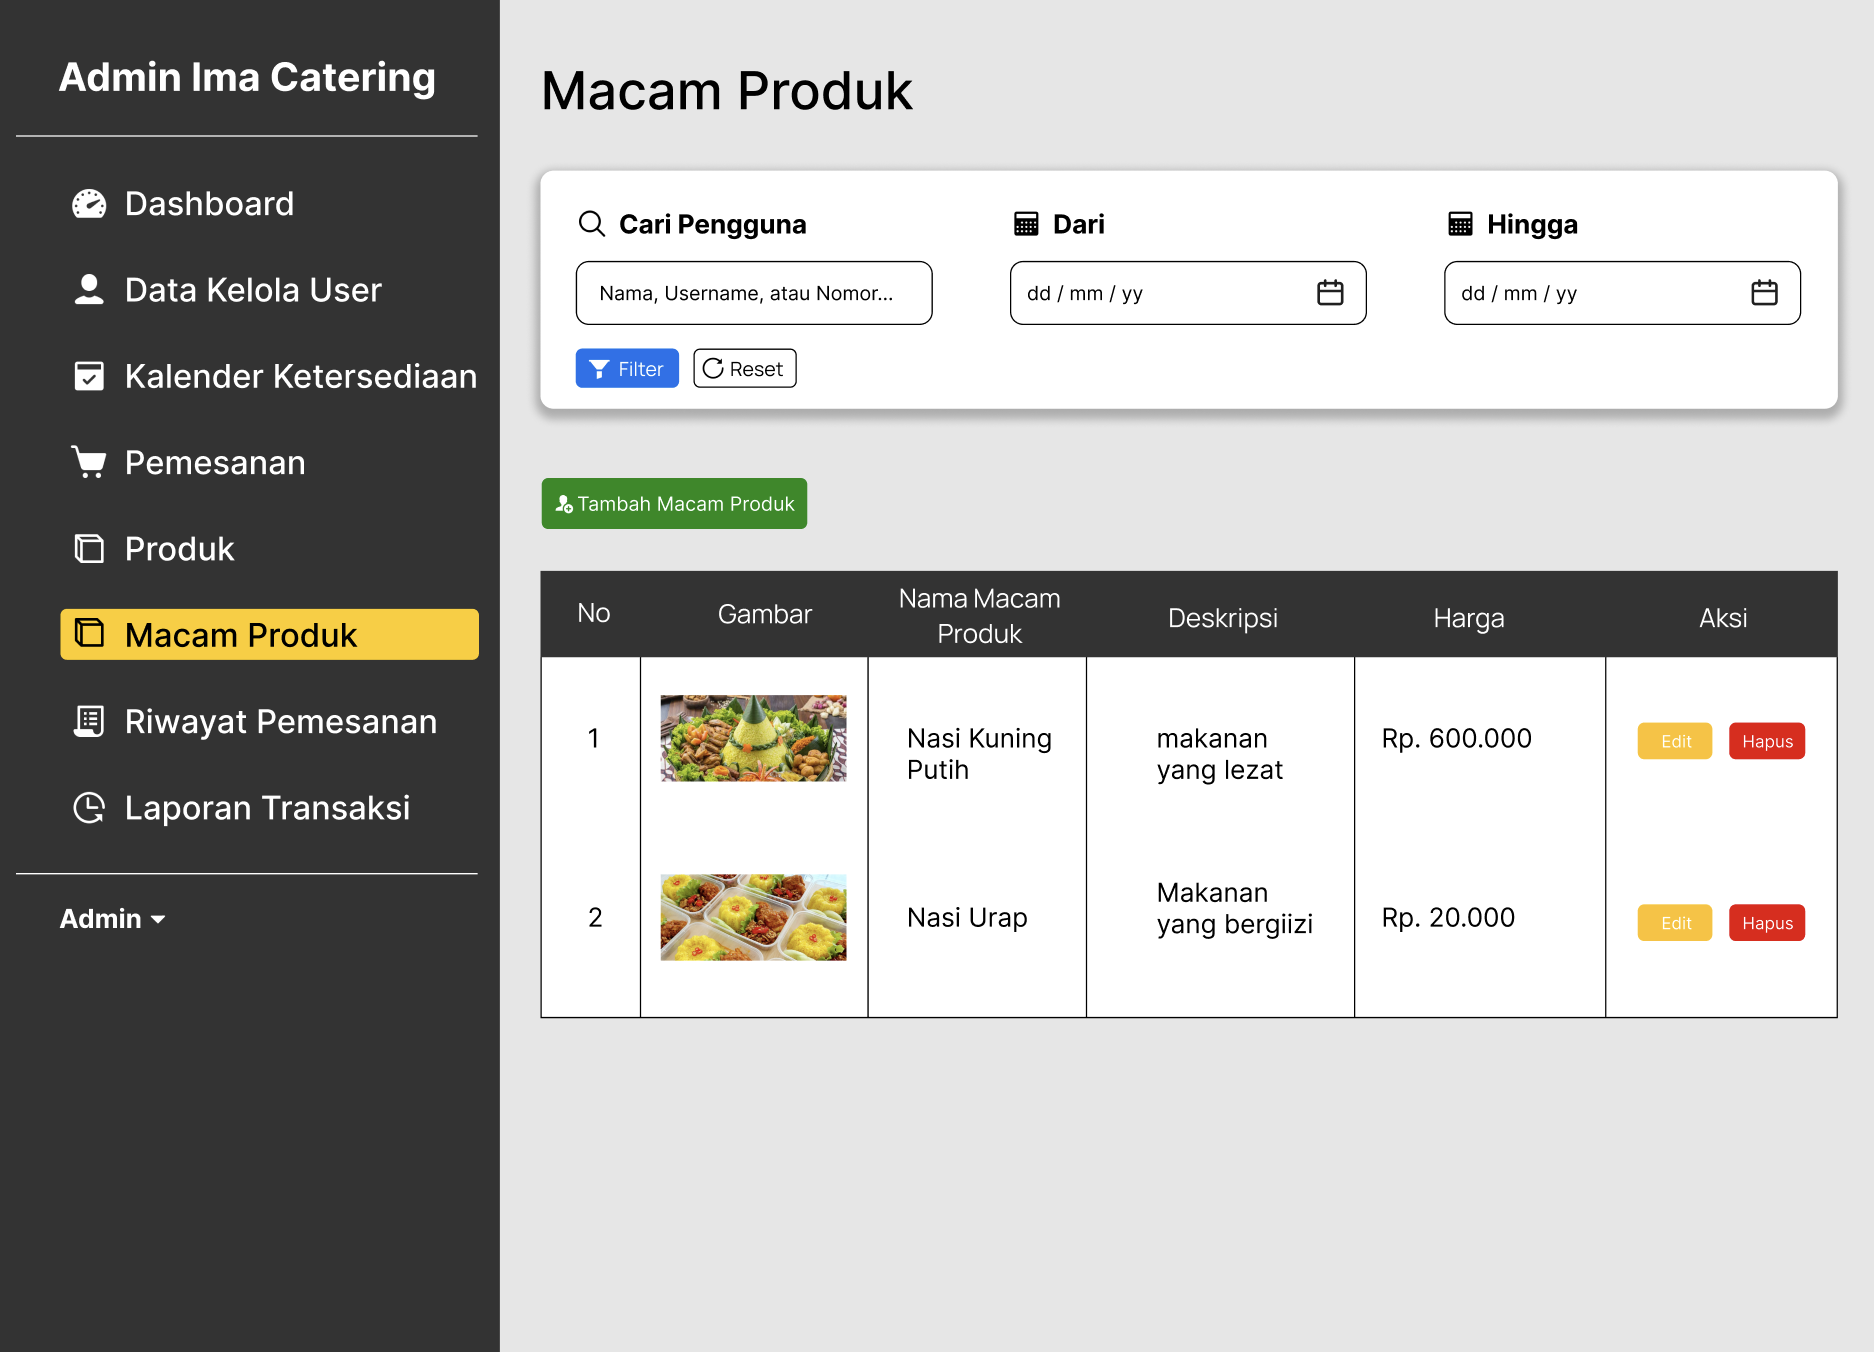 Admin Ima Catering
Dashboard
Data Kelola User
Kalender Ketersediaan
Pemesanan
Produk
Macam Produk
Riwayat Pemesanan
Laporan Transaksi
Admin
Macam Produk
Cari Pengguna
Nama, Username, atau Nomor...
Dari
dd / mm / yy
Hingga
dd / mm / yy
Filter
Reset
Tambah Macam Produk
No
Gambar
Nama Macam
Produk
Deskripsi
Harga
Aksi
1
Nasi Kuning
Putih
makanan
yang lezat
Rp. 600.000
Edit
Hapus
2
Nasi Urap
Makanan
yang bergiizi
Rp. 20.000
Edit
Hapus